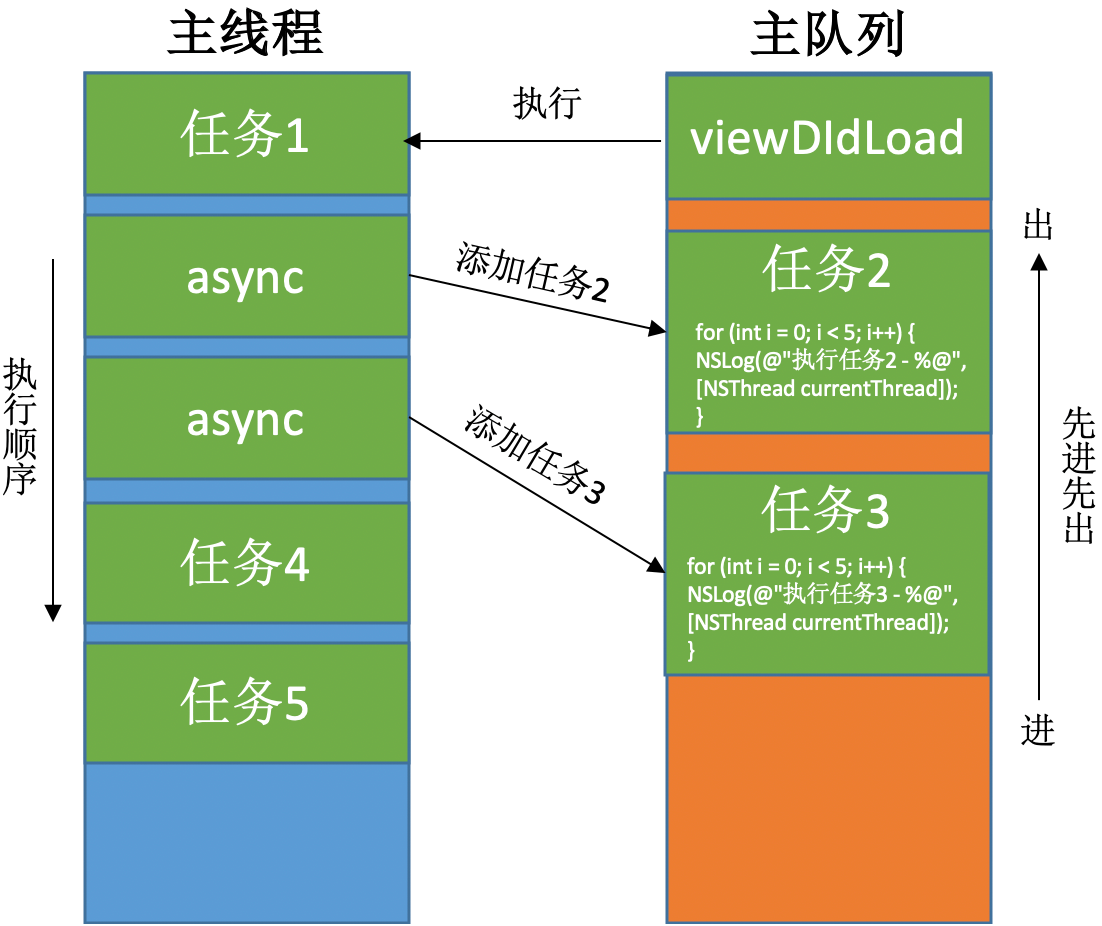 主线程
主队列
任务1
执行
viewDIdLoad
出
async
添加任务2
任务2
for (int i = 0; i < 5; i++) {
NSLog(@"执行任务2 - %@",
[NSThread currentThread]);
}
执行顺序
async
添加任务3
先进先出
任务3
for (int i = 0; i < 5; i++) {
NSLog(@"执行任务3 - %@",
[NSThread currentThread]);
}
任务4
任务5
进